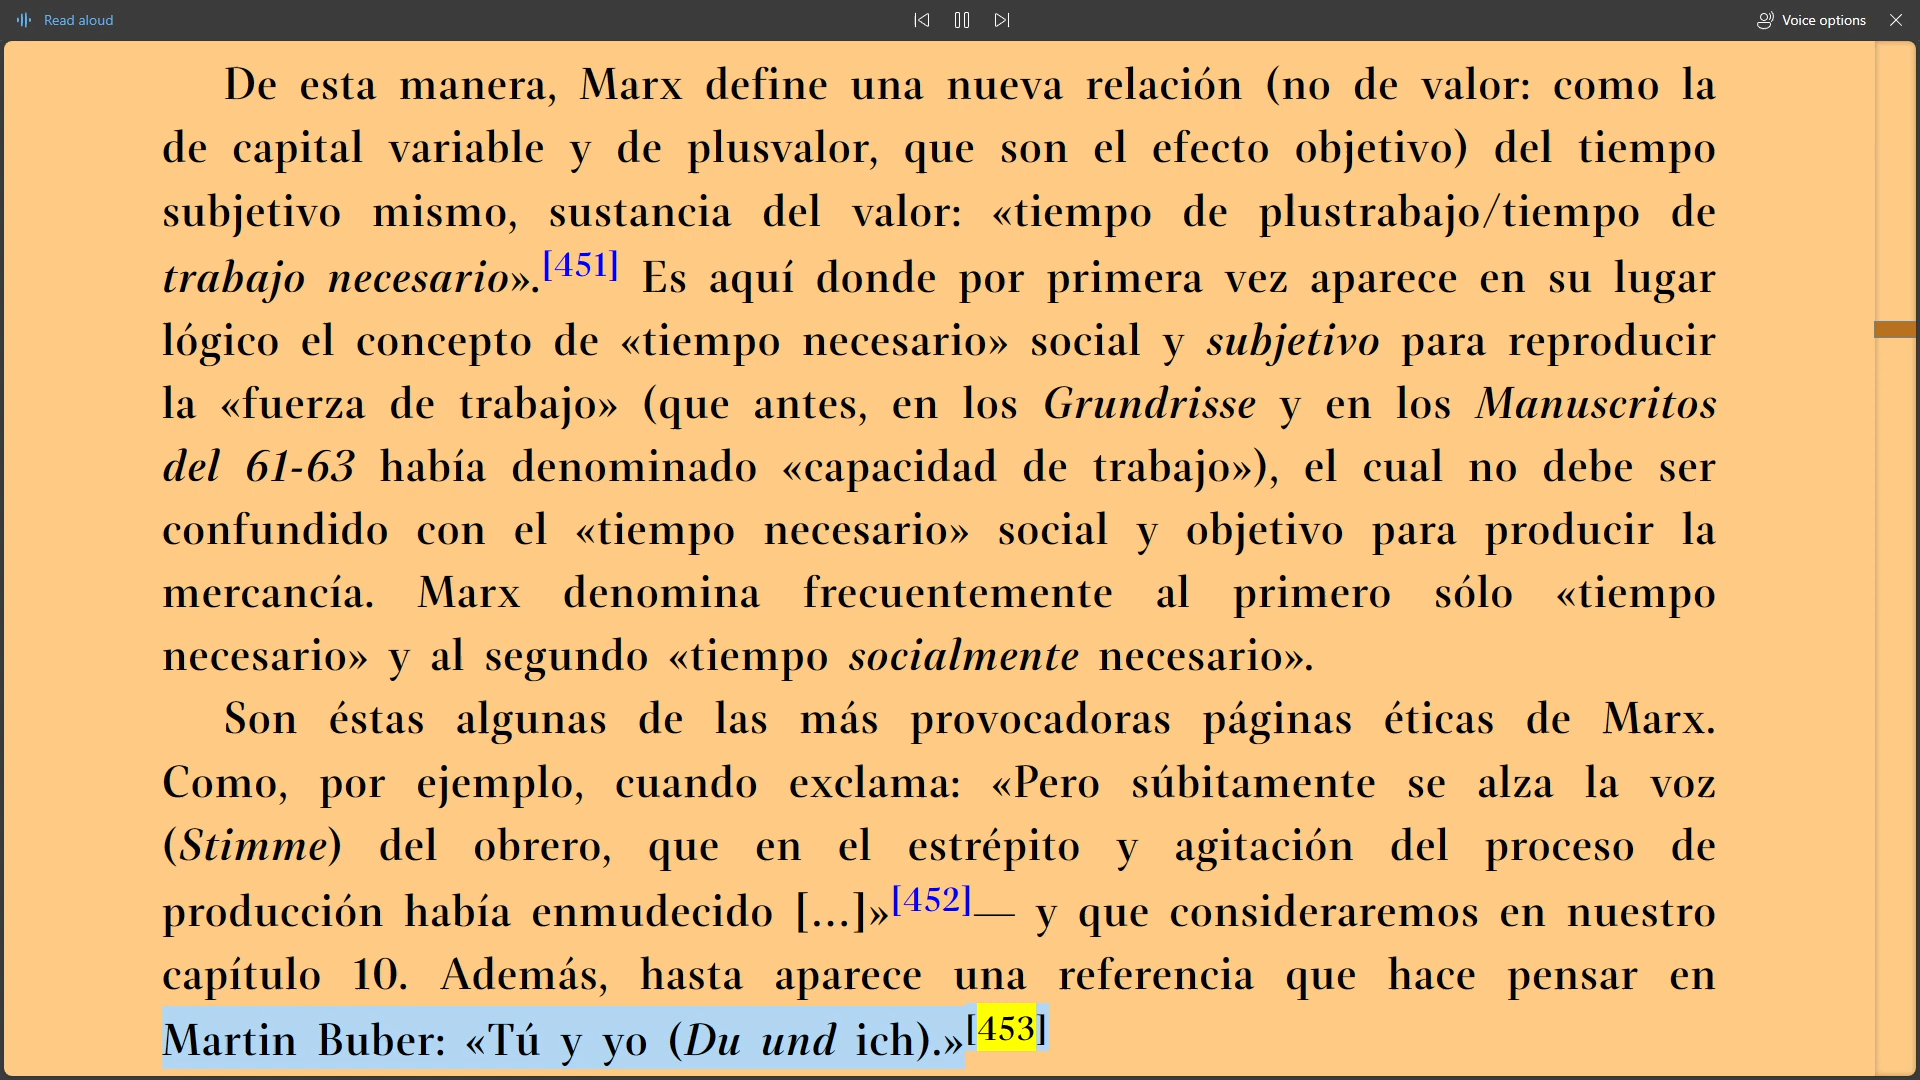 Read aloud
Voice options
De esta manera, Marx define una nueva relación (no de valor: como la
de capital variable y de plusvalor, que son el efecto objetivo) del tiempo
subjetivo mismo, sustancia del valor: «tiempo de plustrabajo/tiempo de
trabajo necesario».[451] Es aquí donde por primera vez aparece en su lugar
lógico el concepto de «tiempo necesario» social y subjetivo para reproducir
la «fuerza de trabajo» (que antes, en los Grundrisse y en los Manuscritos
del 61-63 había denominado «capacidad de trabajo»), el cual no debe ser
confundido con el «tiempo necesario» social y objetivo para producir la
mercancía. Marx denomina frecuentemente al primero sólo «tiempo
necesario» y al segundo «tiempo socialmente necesario».
Son éstas algunas de las más provocadoras páginas éticas de Marx.
Como, por ejemplo, cuando exclama: «Pero súbitamente se alza la voz
(Stimme) del obrero, que en el estrépito y agitación del proceso de
producción había enmudecido [...]»[452]— y que consideraremos en nuestro
capítulo 10. Además, hasta aparece una referencia que hace pensar en
Martin Buber: «Tú y yo (Du und ich).»[453]